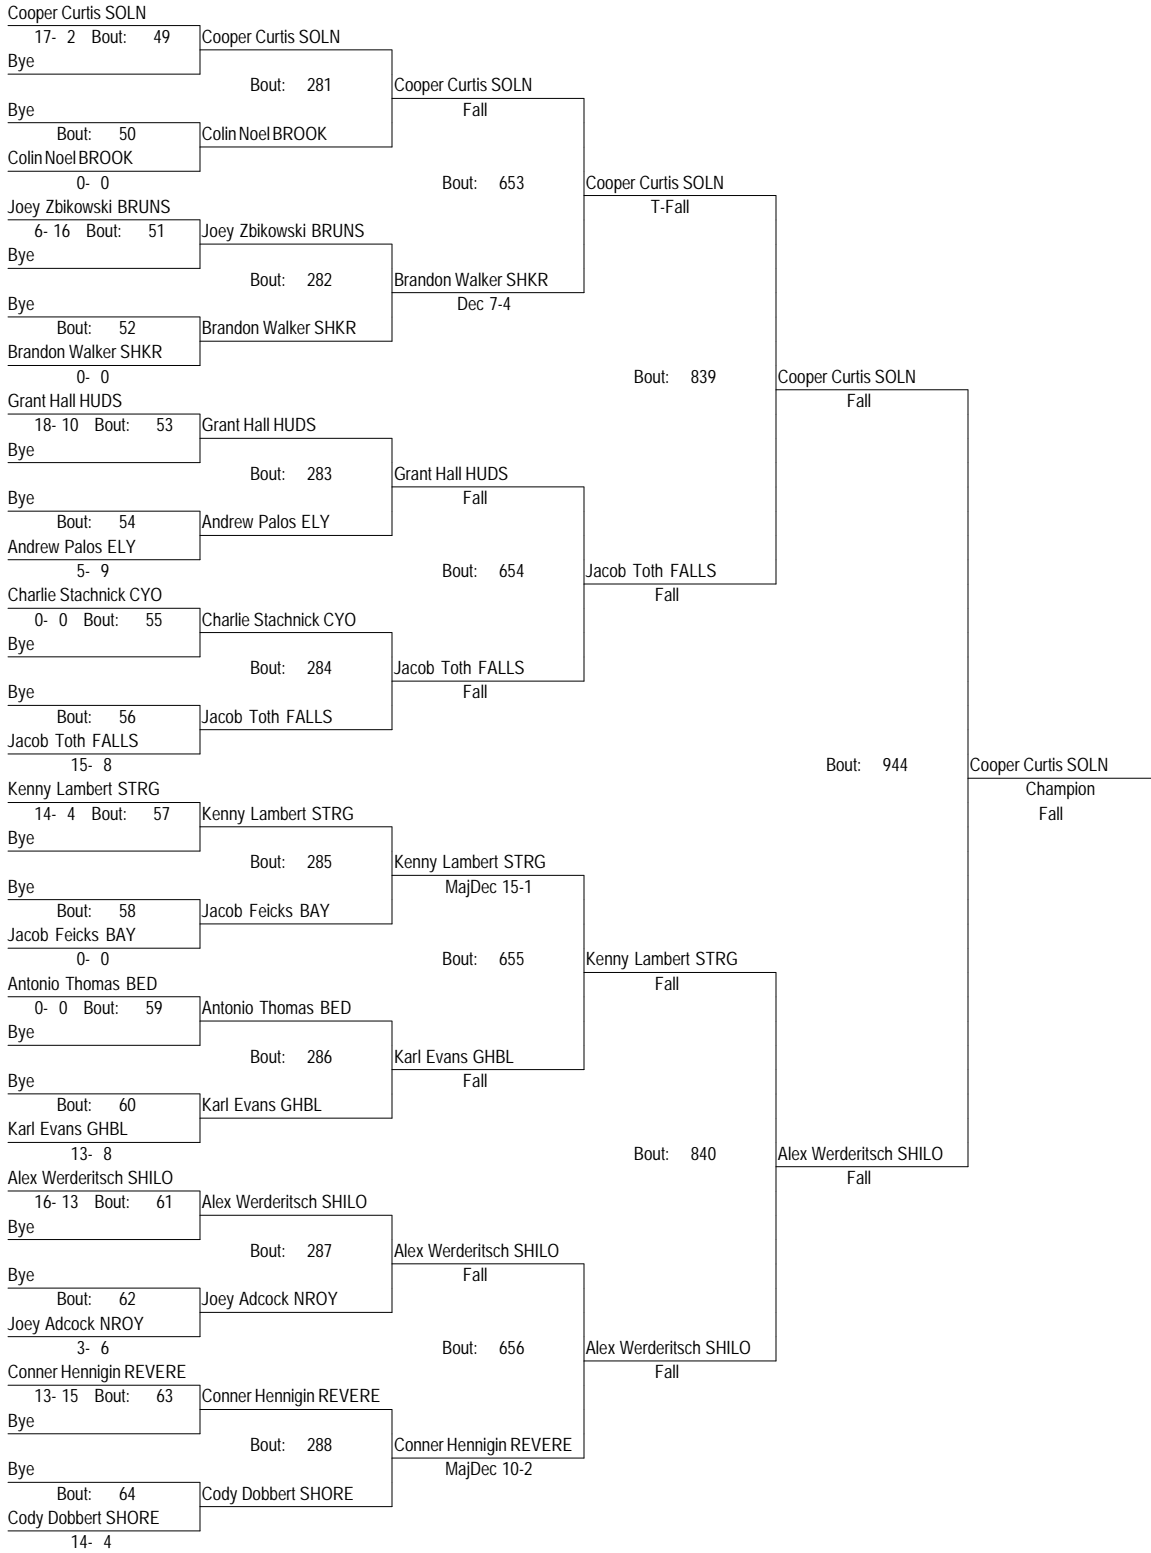 Cooper Curtis SOLN
17- 2 Bout: 49 Cooper Curtis SOLN
Bye
Bout: 281 Cooper Curtis SOLN
Bye Fall
Bout: 50 Colin Noel BROOK
Colin Noel BROOK
0- 0 Bout: 653 Cooper Curtis SOLN
Joey Zbikowski BRUNS T-Fall
6- 16 Bout: 51 Joey Zbikowski BRUNS
Bye
Bout: 282 Brandon Walker SHKR
Bye Dec 7-4
Bout: 52 Brandon Walker SHKR
Brandon Walker SHKR
0- 0 Bout: 839 Cooper Curtis SOLN
Grant Hall HUDS Fall
18- 10 Bout: 53 Grant Hall HUDS
Bye
Bout: 283 Grant Hall HUDS
Bye Fall
Bout: 54 Andrew Palos ELY
Andrew Palos ELY
5- 9 Bout: 654 Jacob Toth FALLS
Charlie Stachnick CYO Fall
0- 0 Bout: 55 Charlie Stachnick CYO
Bye
Bout: 284 Jacob Toth FALLS
Bye Fall
Bout: 56 Jacob Toth FALLS
Jacob Toth FALLS
15- 8 Bout: 944 Cooper Curtis SOLN
Kenny Lambert STRG Champion
14- 4 Bout: 57 Kenny Lambert STRG Fall
Bye
Bout: 285 Kenny Lambert STRG
Bye MajDec 15-1
Bout: 58 Jacob Feicks BAY
Jacob Feicks BAY
0- 0 Bout: 655 Kenny Lambert STRG
Antonio Thomas BED Fall
0- 0 Bout: 59 Antonio Thomas BED
Bye
Bout: 286 Karl Evans GHBL
Bye Fall
Bout: 60 Karl Evans GHBL
Karl Evans GHBL
13- 8 Bout: 840 Alex Werderitsch SHILO
Alex Werderitsch SHILO Fall
16- 13 Bout: 61 Alex Werderitsch SHILO
Bye
Bout: 287 Alex Werderitsch SHILO
Bye Fall
Bout: 62 Joey Adcock NROY
Joey Adcock NROY
3- 6 Bout: 656 Alex Werderitsch SHILO
Conner Hennigin REVERE Fall
13- 15 Bout: 63 Conner Hennigin REVERE
Bye
Bout: 288 Conner Hennigin REVERE
Bye MajDec 10-2
Bout: 64 Cody Dobbert SHORE
Cody Dobbert SHORE
14- 4